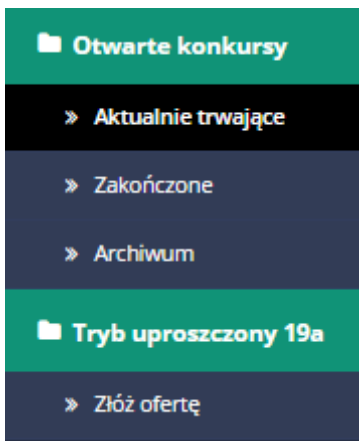 Otwarte konkursy
» Aktualnie trwające
» Zakończone
» Archiwum
Tryb uproszczony 19a
» Złóż ofertę